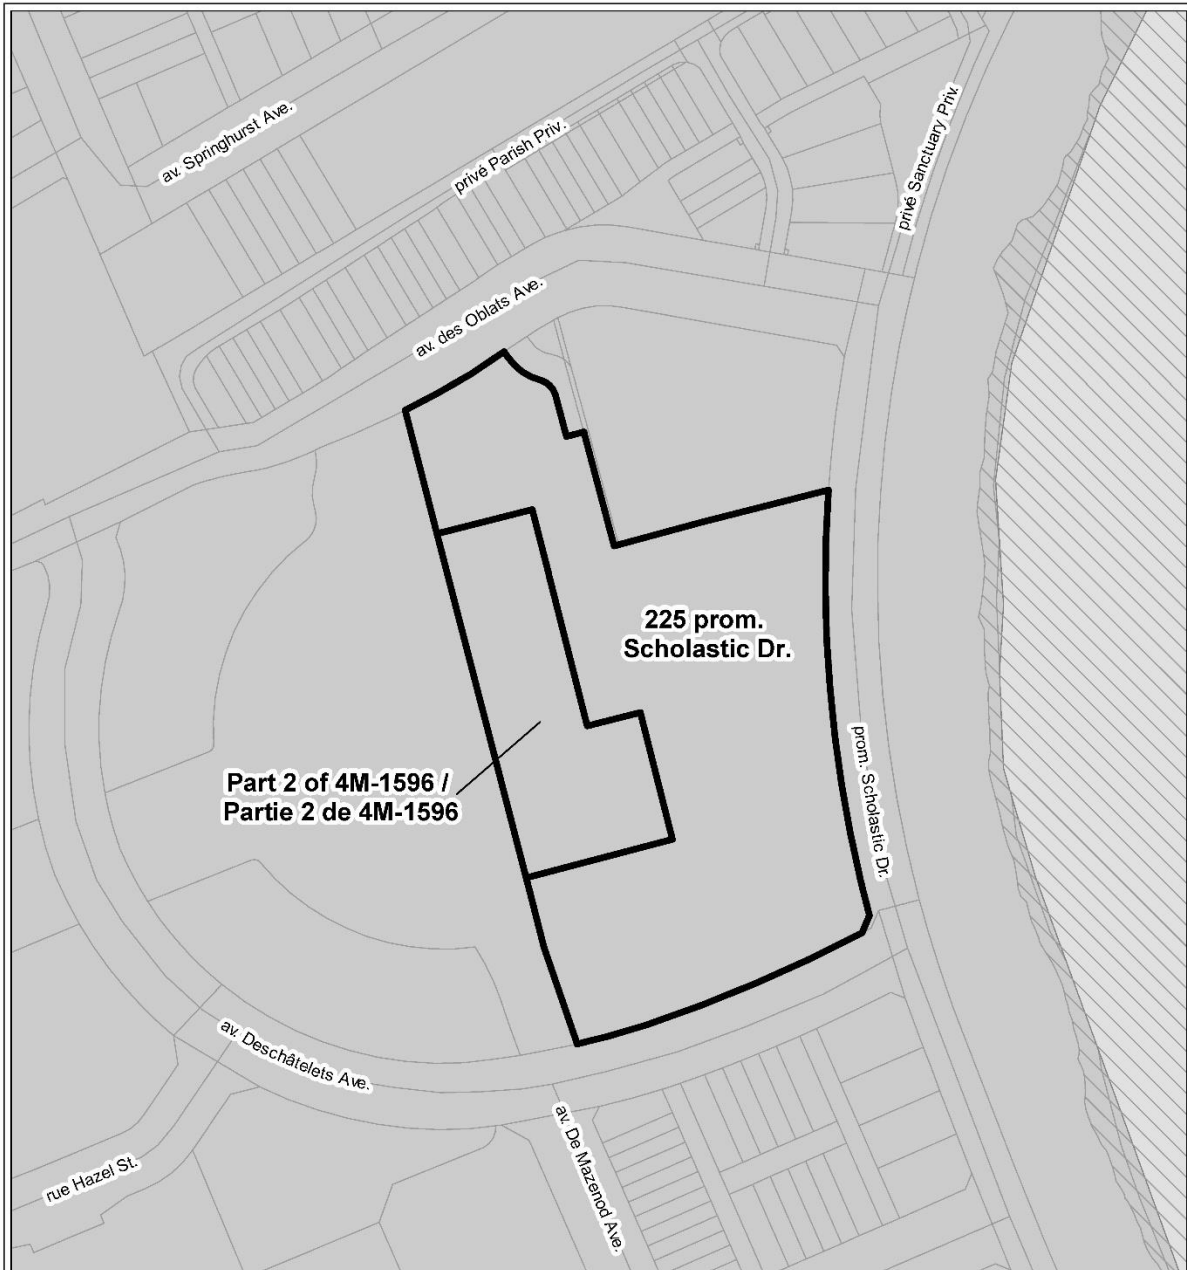 av. Springhurst Ave.
privé Parish Priv.
privé Sanctuary Priv.
av. des Oblats Ave.
225 prom.
Scholastic Dr.
prom. Scholastic Dr.
Part 2 of 4M-1596 /
Partie 2 de 4M-1596
av. Deschâtelets Ave.
av. De Mazenod Ave.
rue Hazel St.